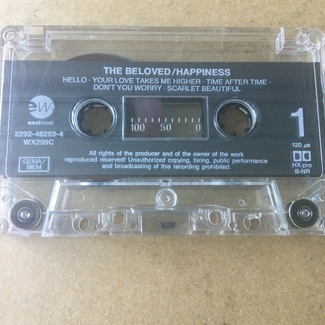 THE BELOVED/HAPPINESS
HELLO · YOUR LOVE TAKES ME HIGHER · TIME AFTER TIME ·
DON'T YOU WORRY · SCARLET BEAUTIFUL
eastwest
2292-46253-4
WX299C
100 50 0
1
120 µs
GEMA/
BIEM
All rights of the producer and of the owner of the work
reproduced reserved! Unauthorized copying, hiring, public performance
and broadcasting of this recording prohibited.
HX-pro
B-NR